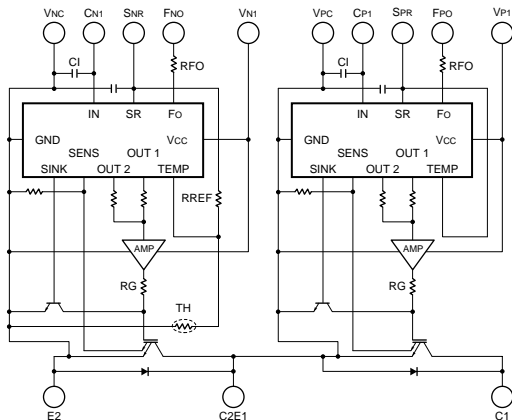 VNC CN1 SNR FNO VN1 VPC CP1 SPR FPO VP1
CI RFO CI RFO
IN SR FO IN SR FO
GND VCC GND VCC
SENS OUT 1 SENS OUT 1
SINK OUT 2 TEMP SINK OUT 2 TEMP
RREF
AMP AMP
RG RG
TH
E2 C2E1 C1